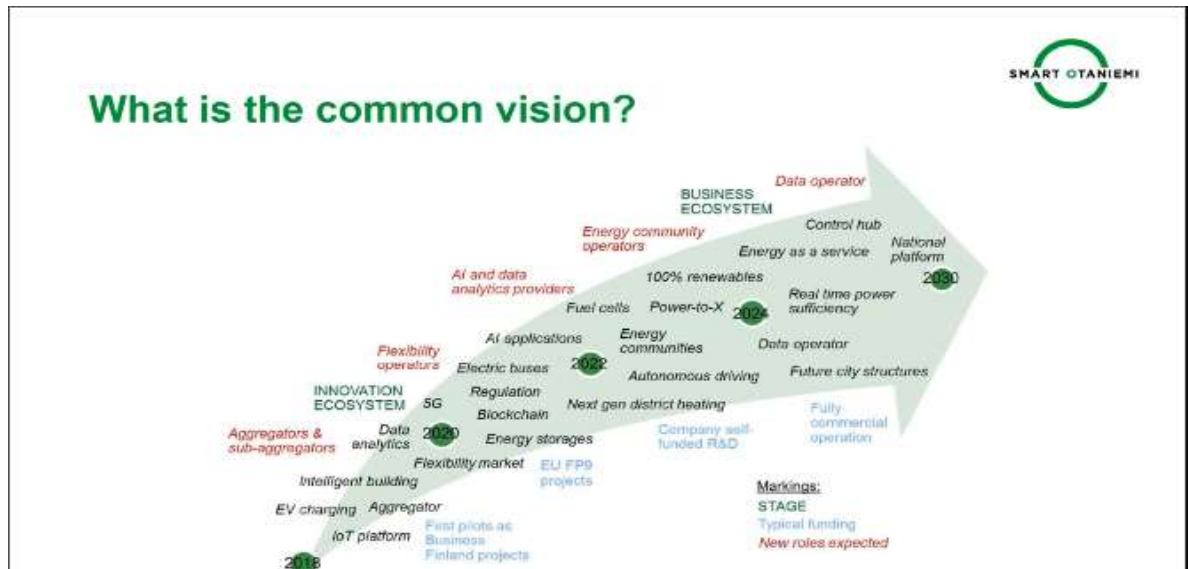 SMART OTANIEMI
What is the common vision?
Data operator
BUSINESS
ECOSYSTEM
Control hub
Energy community
operators
Energy as a service
National
platform
2030
AI and data
analytics providers
100% renewables
Fuel cells
Power-to-X
2024
Real time power
sufficiency
AI applications
Energy
communities
Data operator
Flexibility
operators
Electric buses
2022
Autonomous driving
Future city structures
INNOVATION
ECOSYSTEM
5G
Regulation
Blockchain
Next gen district heating
Fully
commercial
operation
Aggregators &
sub-aggregators
Data
analytics
2020
Energy storages
Company self-
funded R&D
Flexibility market
EU FP9
projects
Intelligent building
EV charging
Aggregator
IoT platform
First pilots as
Business
Finland projects
2018
Markings:
STAGE
Typical funding
New roles expected